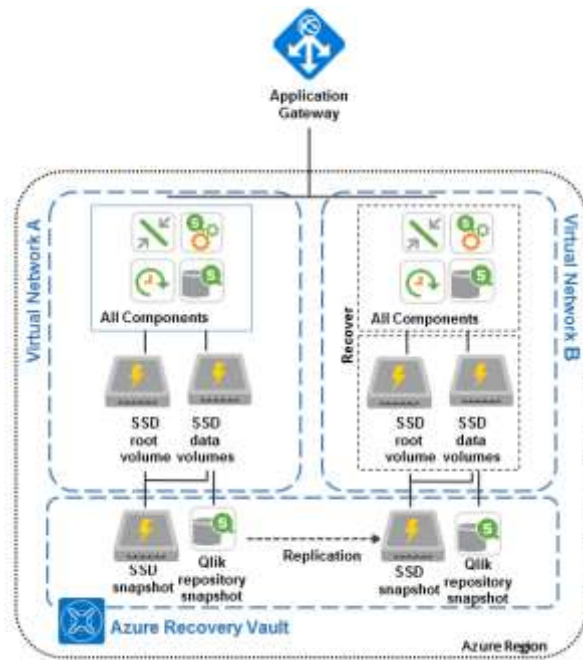 Application
Gateway
Virtual Network A
All Components
SSD
root
volume
SSD
data
volumes
Virtual Network B
All Components
Recover
SSD
root
volume
SSD
data
volumes
SSD
snapshot
Qlik
repository
snapshot
Replication
SSD
snapshot
Qlik
repository
snapshot
Azure Recovery Vault
Azure Region